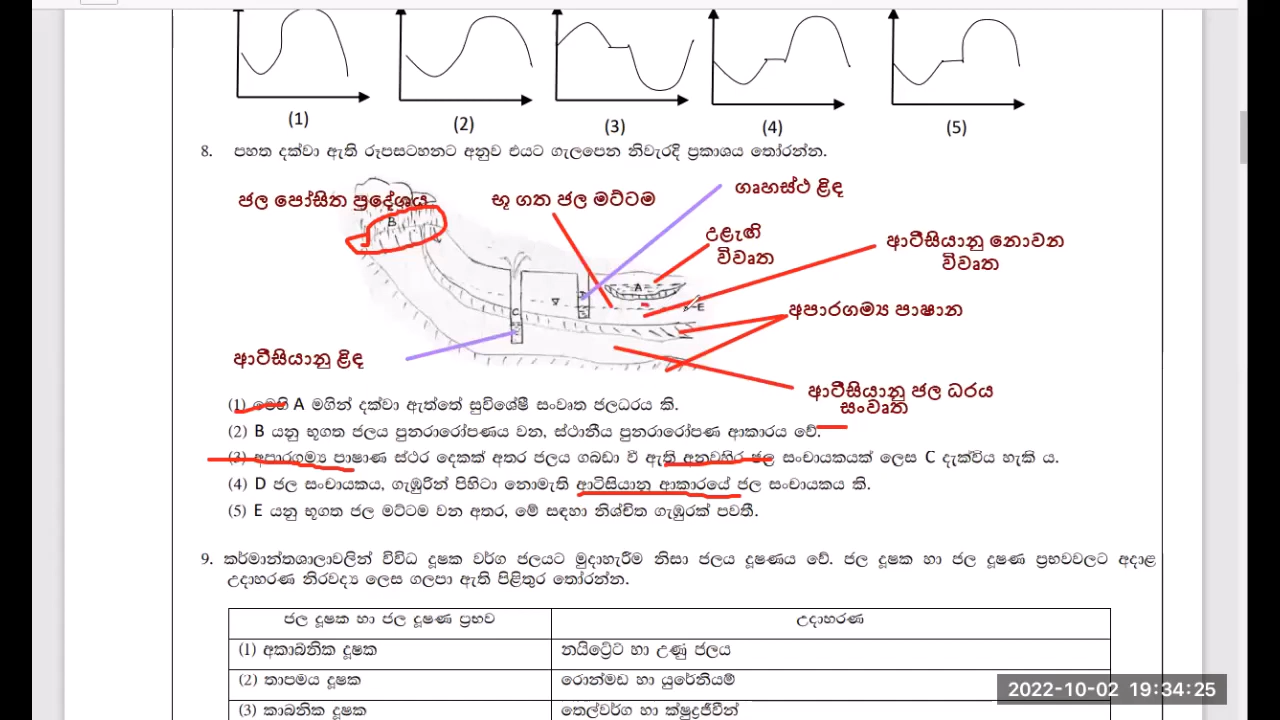 (1)
(2)
(3)
(4)
(5)
8. පහත දක්වා ඇති රූපසටහනට අනුව එයට ගැලපෙන නිවැරදි ප්‍රකාශය තෝරන්න.
ජල පෝසිත ප්‍රදේශය
භූ ගත ජල මට්ටම
ගෘහස්ථ ළිඳ
උළැඟි
විවෘත
ආටීසියානු නොවන
විවෘත
අපාරගම්‍ය පාෂාන
ආටීසියානු ළිඳ
ආටීසියානු ජල ධරය
සංවෘත
B
A
C
E
(1) මෙහි A මගින් දක්වා ඇත්තේ සුවිශේෂී සංවෘත ජලධරය කි.
(2) B යනු භූගත ජලය පුනරාරෝපණය වන, ස්ථානීය පුනරාරෝපණ ආකාරය වේ.
(3) අපාරගම්‍ය පාෂාණ ස්ථර දෙකක් අතර ජලය ගබඩා වී ඇති අනවහිර ජල සංචායකයක් ලෙස C දැක්විය හැකි ය.
(4) D ජල සංචායකය, ගැඹුරින් පිහිටා නොමැති ආටිසියානු ආකාරයේ ජල සංචායකය කි.
(5) E යනු භූගත ජල මට්ටම වන අතර, මේ සඳහා නිශ්චිත ගැඹුරක් පවතී.
9. කර්මාන්තශාලාවලින් විවිධ දූෂක වර්ග ජලයට මුදාහැරීම නිසා ජලය දූෂණය වේ. ජල දූෂක හා ජල දූෂණ ප්‍රභවවලට අදාළ
උදාහරණ නිරවද්‍ය ලෙස ගලපා ඇති පිළිතුර තෝරන්න.
ජල දූෂක හා ජල දූෂණ ප්‍රභව උදාහරණ
(1) අකාබනික දූෂක නයිට්‍රේට හා උණු ජලය
(2) තාපමය දූෂක රොන්මඩ හා යුරේනියම්
(3) කාබනික දූෂක තෙල්වර්ග හා ක්ෂුද්‍රජීවීන්
2022-10-02 19:34:25